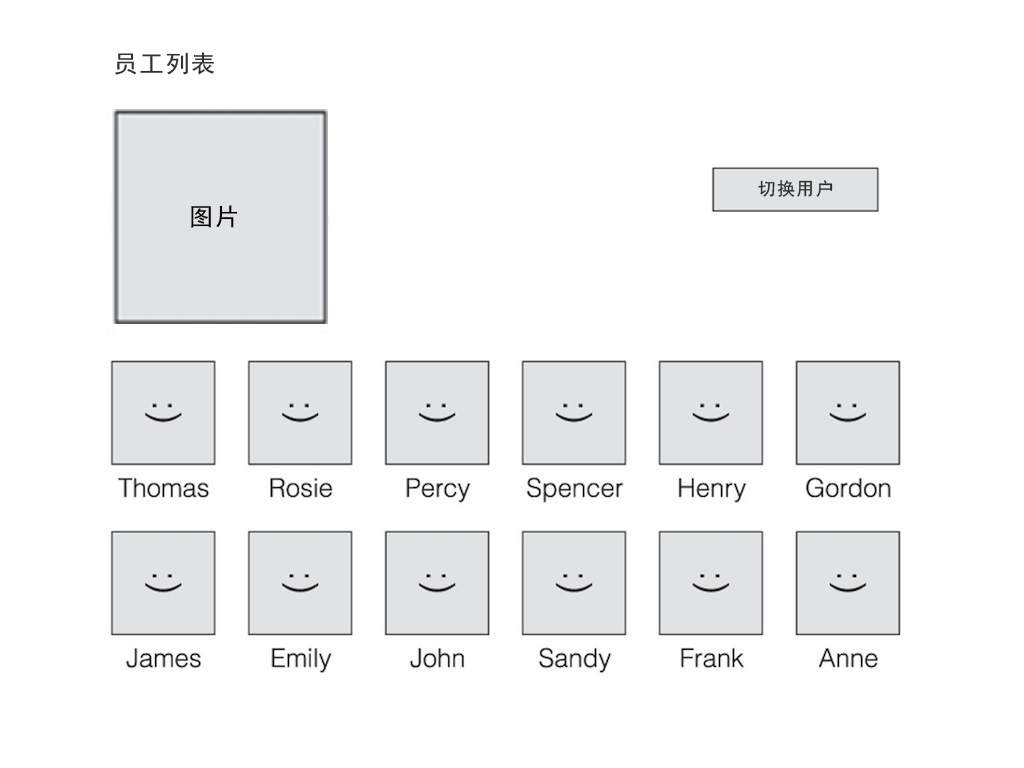 员工列表
图片
切换用户
Thomas Rosie Percy Spencer Henry Gordon
James Emily John Sandy Frank Anne